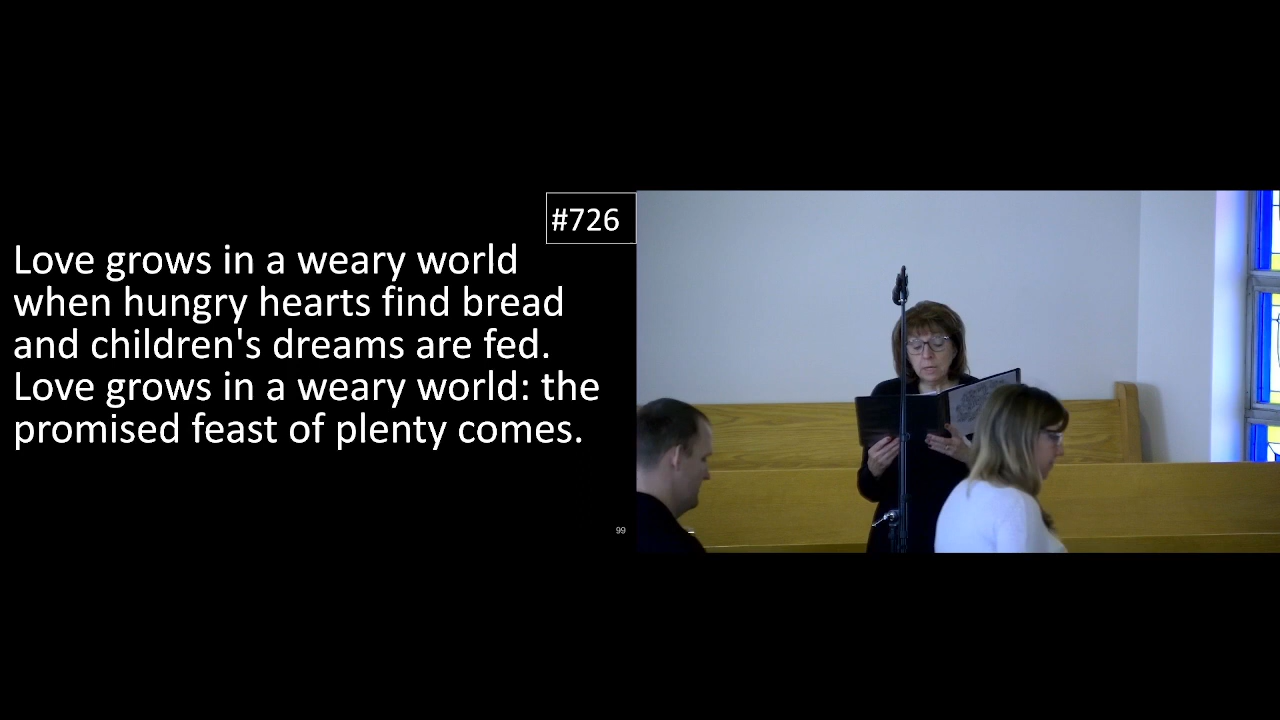 #726
Love grows in a weary world
when hungry hearts find bread
and children's dreams are fed.
Love grows in a weary world: the
promised feast of plenty comes.
99